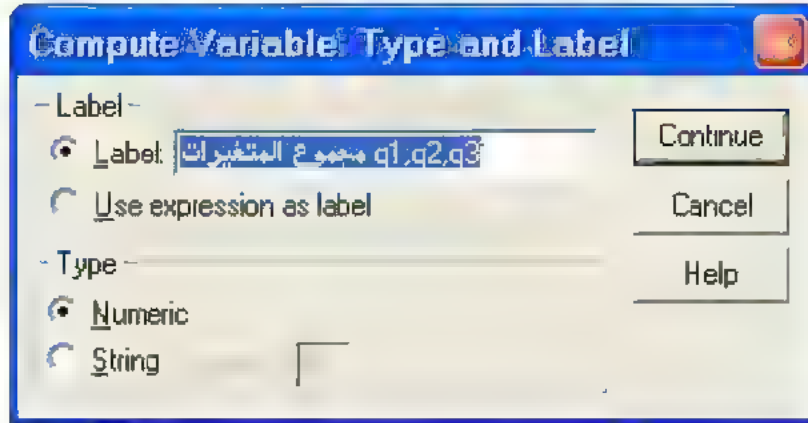 Compute Variable: Type and Label
Label
Label: مجموع المتغيرات q1,q2,q3
Use expression as label
Type
Numeric
String
Continue
Cancel
Help